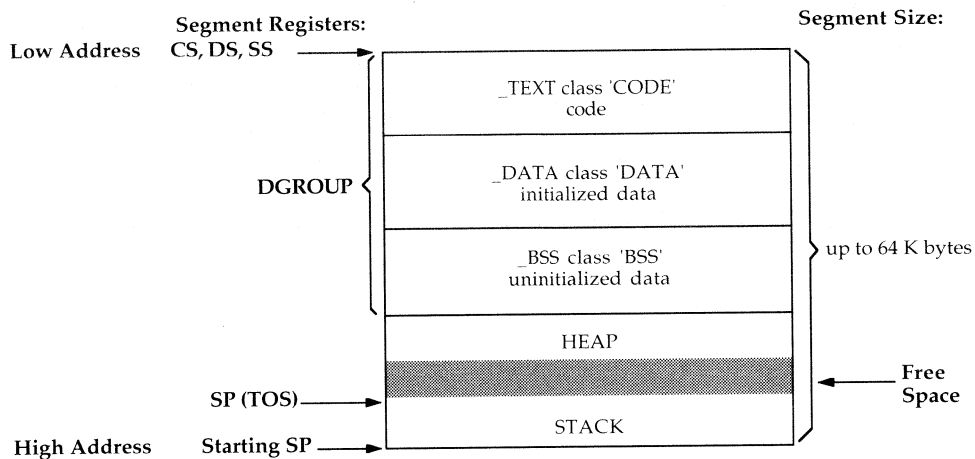 Segment Registers:
Segment Size:
Low Address CS, DS, SS
_TEXT class 'CODE'
code
DGROUP
_DATA class 'DATA'
initialized data
_BSS class 'BSS'
uninitialized data
up to 64 K bytes
HEAP
Free
Space
SP (TOS)
STACK
High Address Starting SP